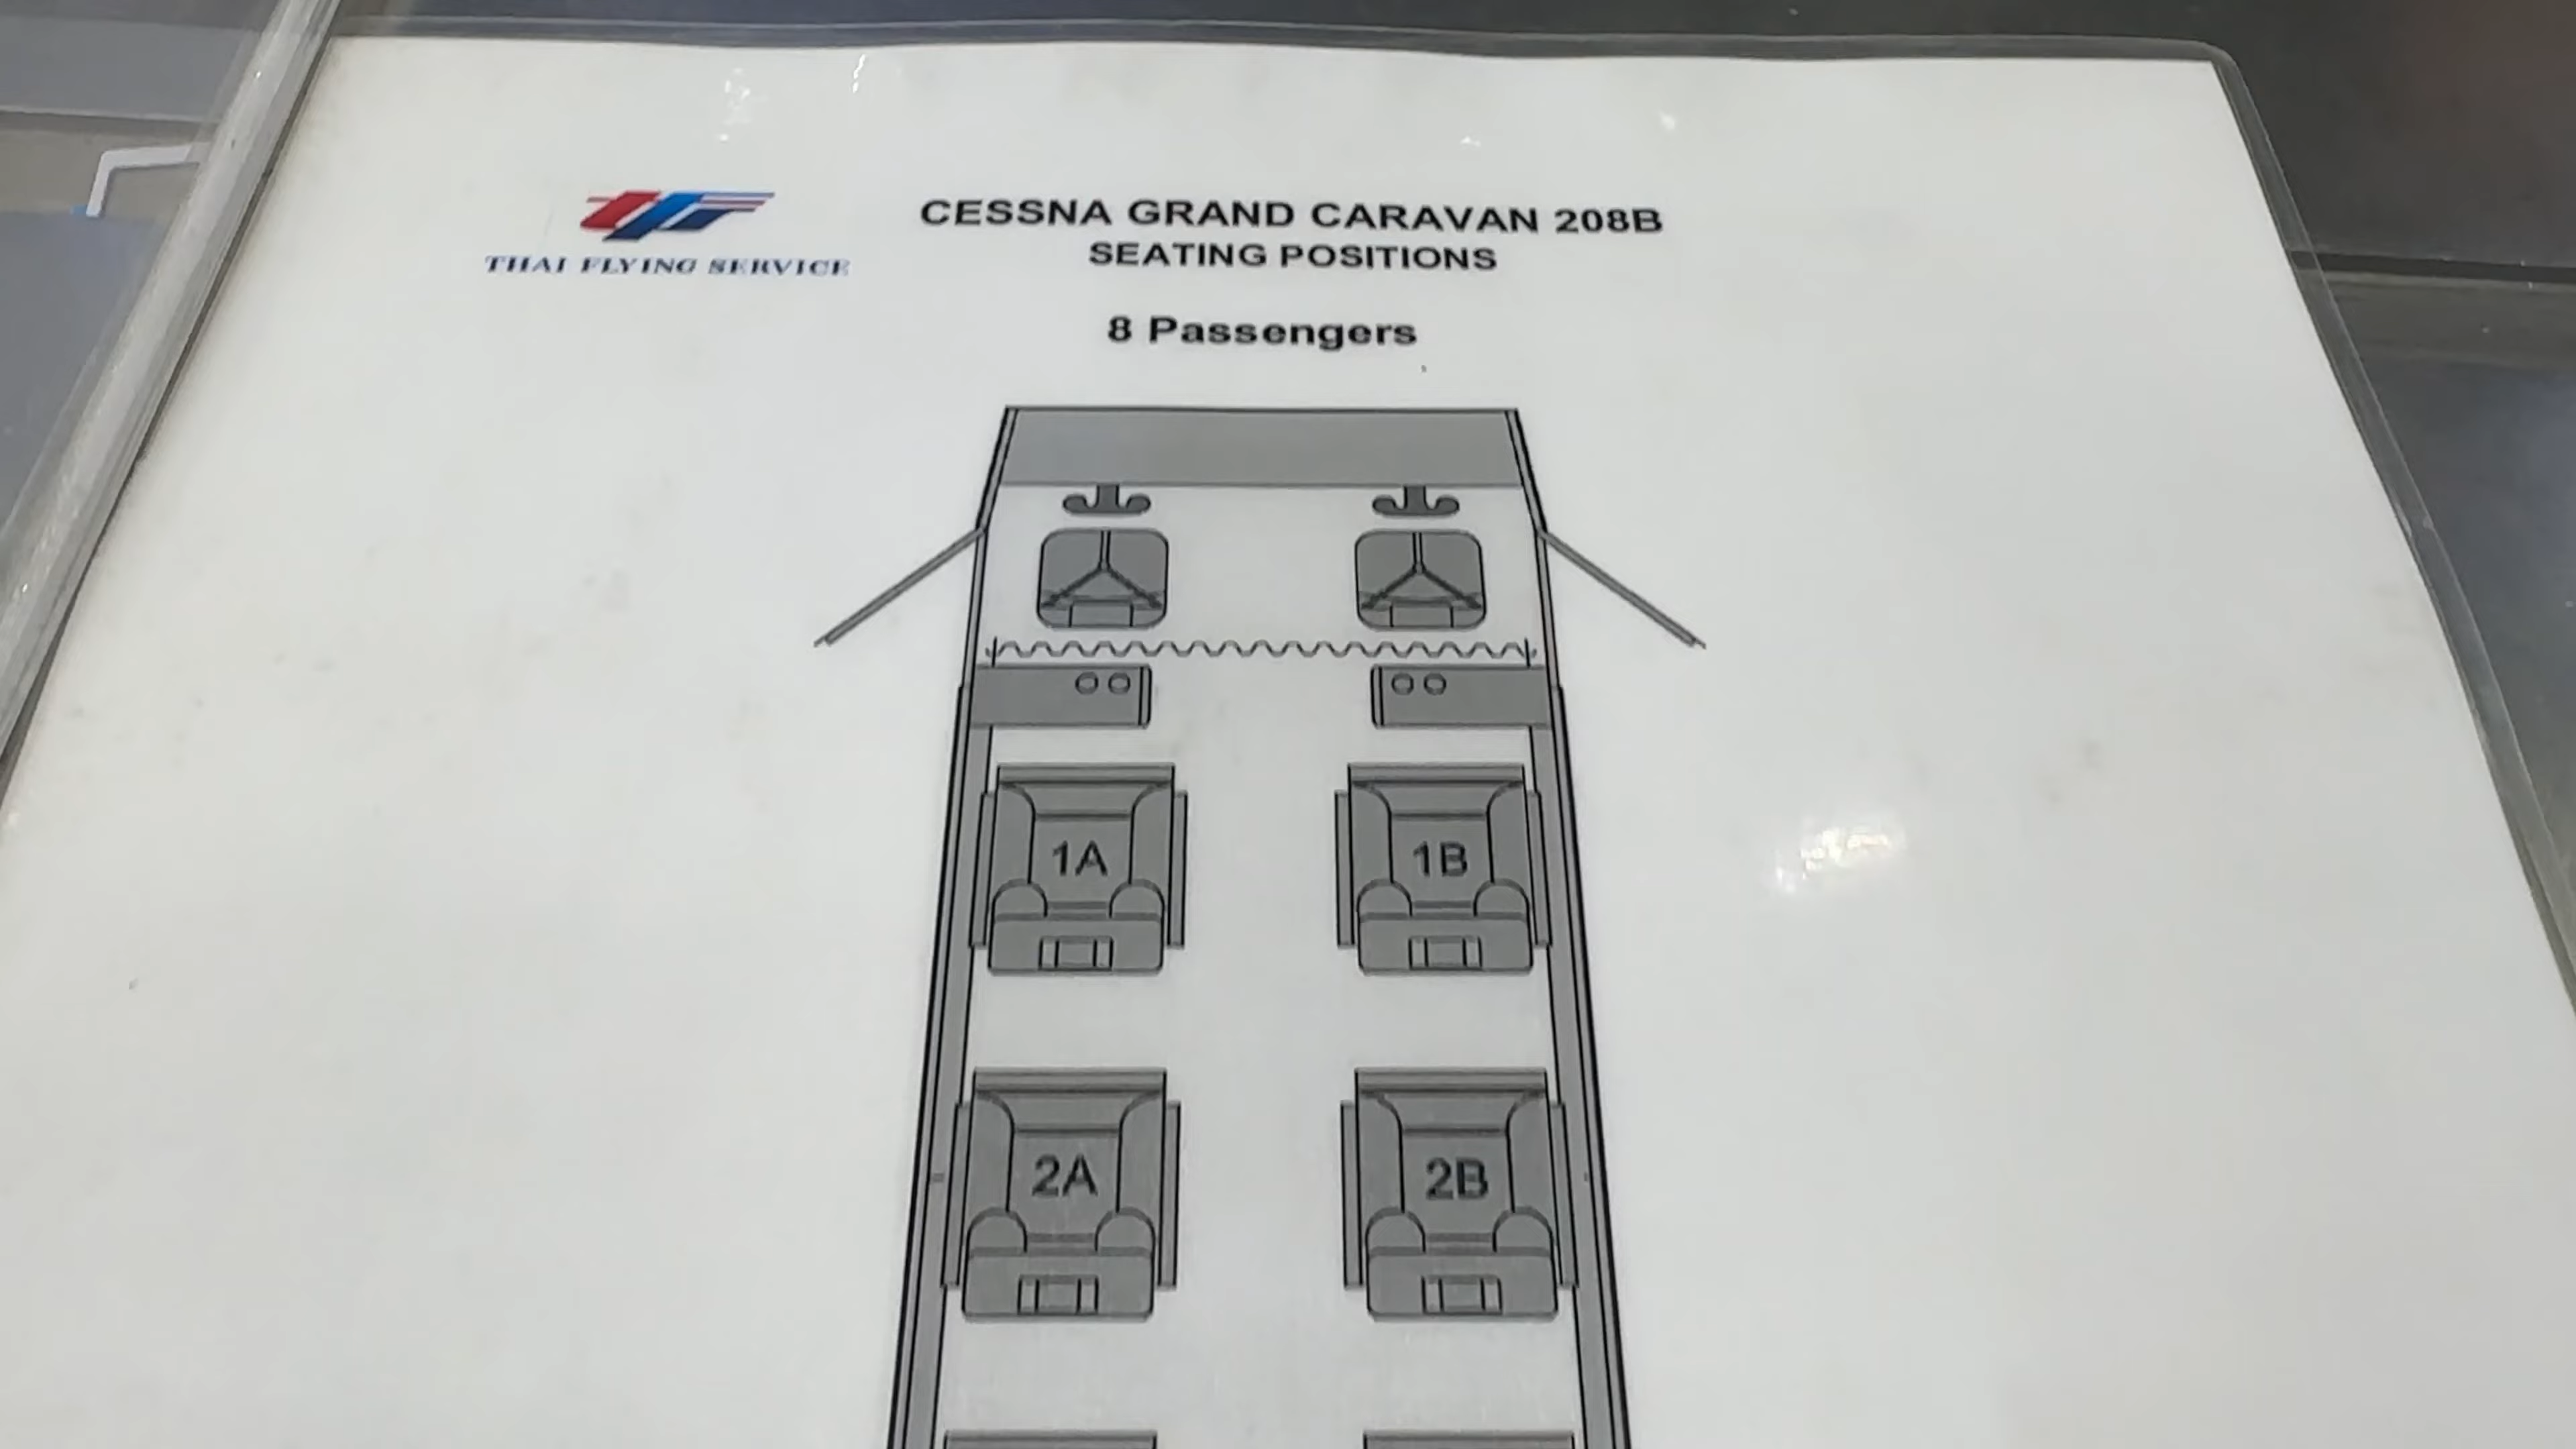 THAI FLYING SERVICE
CESSNA GRAND CARAVAN 208B
SEATING POSITIONS
8 Passengers
1A
1B
2A
2B